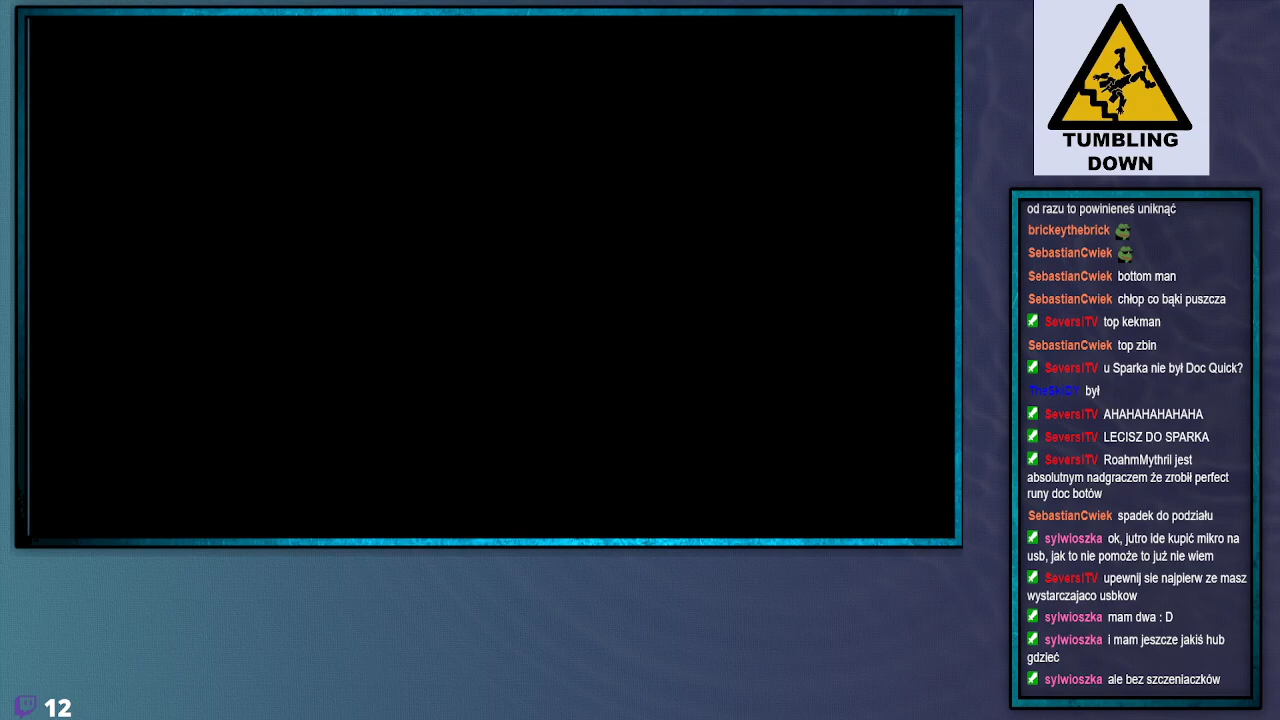 TUMBLING
DOWN
od razu to powinieneś uniknąć
brickeythebrick
SebastianCwiek
SebastianCwiek bottom man
SebastianCwiek chłop co bąki puszcza
SeversITV top kekman
SebastianCwiek top zbin
SeversITV u Sparka nie był Doc Quick?
TheSkiDY był
SeversITV AHAHAHAHAHAHA
SeversITV LECISZ DO SPARKA
SeversITV RoahmMythril jest
absolutnym nadgraczem że zrobił perfect
runy doc botów
SebastianCwiek spadek do podziału
sylwioszka ok, jutro ide kupić mikro na
usb, jak to nie pomoże to już nie wiem
SeversITV upewnij sie najpierw ze masz
wystarczajaco usbkow
sylwioszka mam dwa : D
sylwioszka i mam jeszcze jakiś hub
gdzieć
sylwioszka ale bez szczeniaczków
12